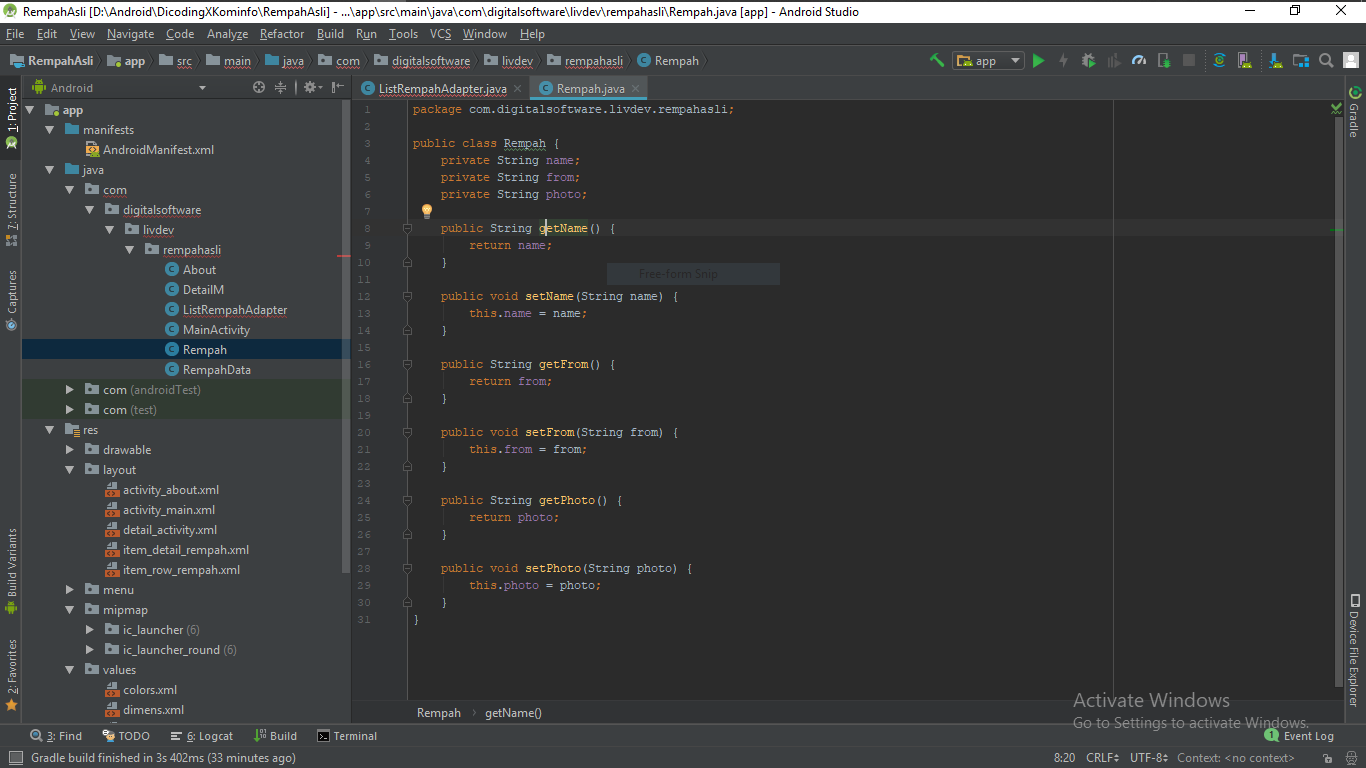 RempahAsli [D:\Android\DicodingXKominfo\RempahAsli] - ...\app\src\main\java\com\digitalsoftware\livdev\rempahasli\Rempah.java [app] - Android Studio
File Edit View Navigate Code Analyze Refactor Build Run Tools VCS Window Help
RempahAsli app src main java com digitalsoftware livdev rempahasli Rempah app
Android
ListRempahAdapter.java Rempah.java
1: Project
7: Structure
Captures
Build Variants
2: Favorites
app
manifests
AndroidManifest.xml
java
com
digitalsoftware
livdev
rempahasli
About
DetailM
ListRempahAdapter
MainActivity
Rempah
RempahData
com (androidTest)
com (test)
res
drawable
layout
activity_about.xml
activity_main.xml
detail_activity.xml
item_detail_rempah.xml
item_row_rempah.xml
menu
mipmap
ic_launcher (6)
ic_launcher_round (6)
values
colors.xml
dimens.xml
1 package com.digitalsoftware.livdev.rempahasli;
2
3 public class Rempah {
4 private String name;
5 private String from;
6 private String photo;
7
8 public String getName() {
9 return name;
10 }
11
12 public void setName(String name) {
13 this.name = name;
14 }
15
16 public String getFrom() {
17 return from;
18 }
19
20 public void setFrom(String from) {
21 this.from = from;
22 }
23
24 public String getPhoto() {
25 return photo;
26 }
27
28 public void setPhoto(String photo) {
29 this.photo = photo;
30 }
31 }
Free-form Snip
Gradle
Device File Explorer
Rempah getName()
Activate Windows
Go to Settings to activate Windows.
3: Find TODO 6: Logcat Build Terminal 1 Event Log
Gradle build finished in 3s 402ms (33 minutes ago) 8:20 CRLF UTF-8 Context: <no context>